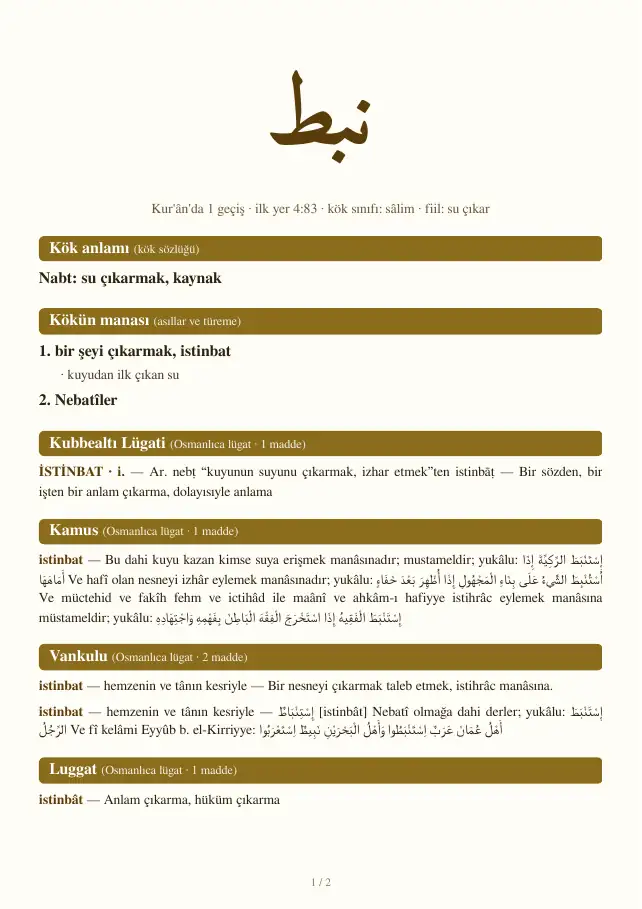 نبط
Kur'ân'da 1 geçiş · ilk yer 4:83 · kök sınıfı: sâlim · fiil: su çıkar
Kök anlamı (kök sözlüğü)
Nabt: su çıkarmak, kaynak
Kökün manası (asıllar ve türeme)
1. bir şeyi çıkarmak, istinbat
· kuyudan ilk çıkan su
2. Nebatîler
Kubbealtı Lügati (Osmanlıca lügat · 1 madde)
İSTİNBAT · i. — Ar. nebṭ “kuyunun suyunu çıkarmak, izhar etmek”ten istinbāṭ — Bir sözden, bir
işten bir anlam çıkarma, dolayısıyle anlama
Kamus (Osmanlıca lügat · 1 madde)
istinbat — Bu dahi kuyu kazan kimse suya erişmek manâsınadır; mustameldir; yukâlu: إِسْتَنْبَطَ الرَّكِيَّةَ إِذَا
أَمَاهَهَا Ve hafî olan nesneyi izhâr eylemek manâsınadır; yukâlu: أُسْتُنْبِطَ الشَّيْءُ عَلَى بِنَاءِ الْمَجْهُولِ إِذَا أُظْهِرَ بَعْدَ خَفَاءٍ
Ve müctehid ve fakîh fehm ve ictihâd ile maânî ve ahkâm-ı hafiyye istihrâc eylemek manâsına
müstameldir; yukâlu: إِسْتَنْبَطَ الْفَقِيهُ إِذَا اسْتَخْرَجَ الْفِقْهَ الْبَاطِنَ بِفَهْمِهِ وَاجْتِهَادِهِ
Vankulu (Osmanlıca lügat · 2 madde)
istinbat — hemzenin ve tânın kesriyle — Bir nesneyi çıkarmak taleb etmek, istihrâc manâsına.
istinbat — hemzenin ve tânın kesriyle — إِسْتِنْبَاطٌ [istinbât] Nebatî olmağa dahi derler; yukâlu: إِسْتَنْبَطَ
الرَّجُلُ Ve fî kelâmi Eyyûb b. el-Kirriyye: أَهْلُ عُمَانَ عَرَبٌ اِسْتَنْبَطُوا وَأَهْلُ الْبَحْرَيْنِ نَبِيطٌ اِسْتَعْرَبُوا
Luggat (Osmanlıca lügat · 1 madde)
istinbât — Anlam çıkarma, hüküm çıkarma
1 / 2